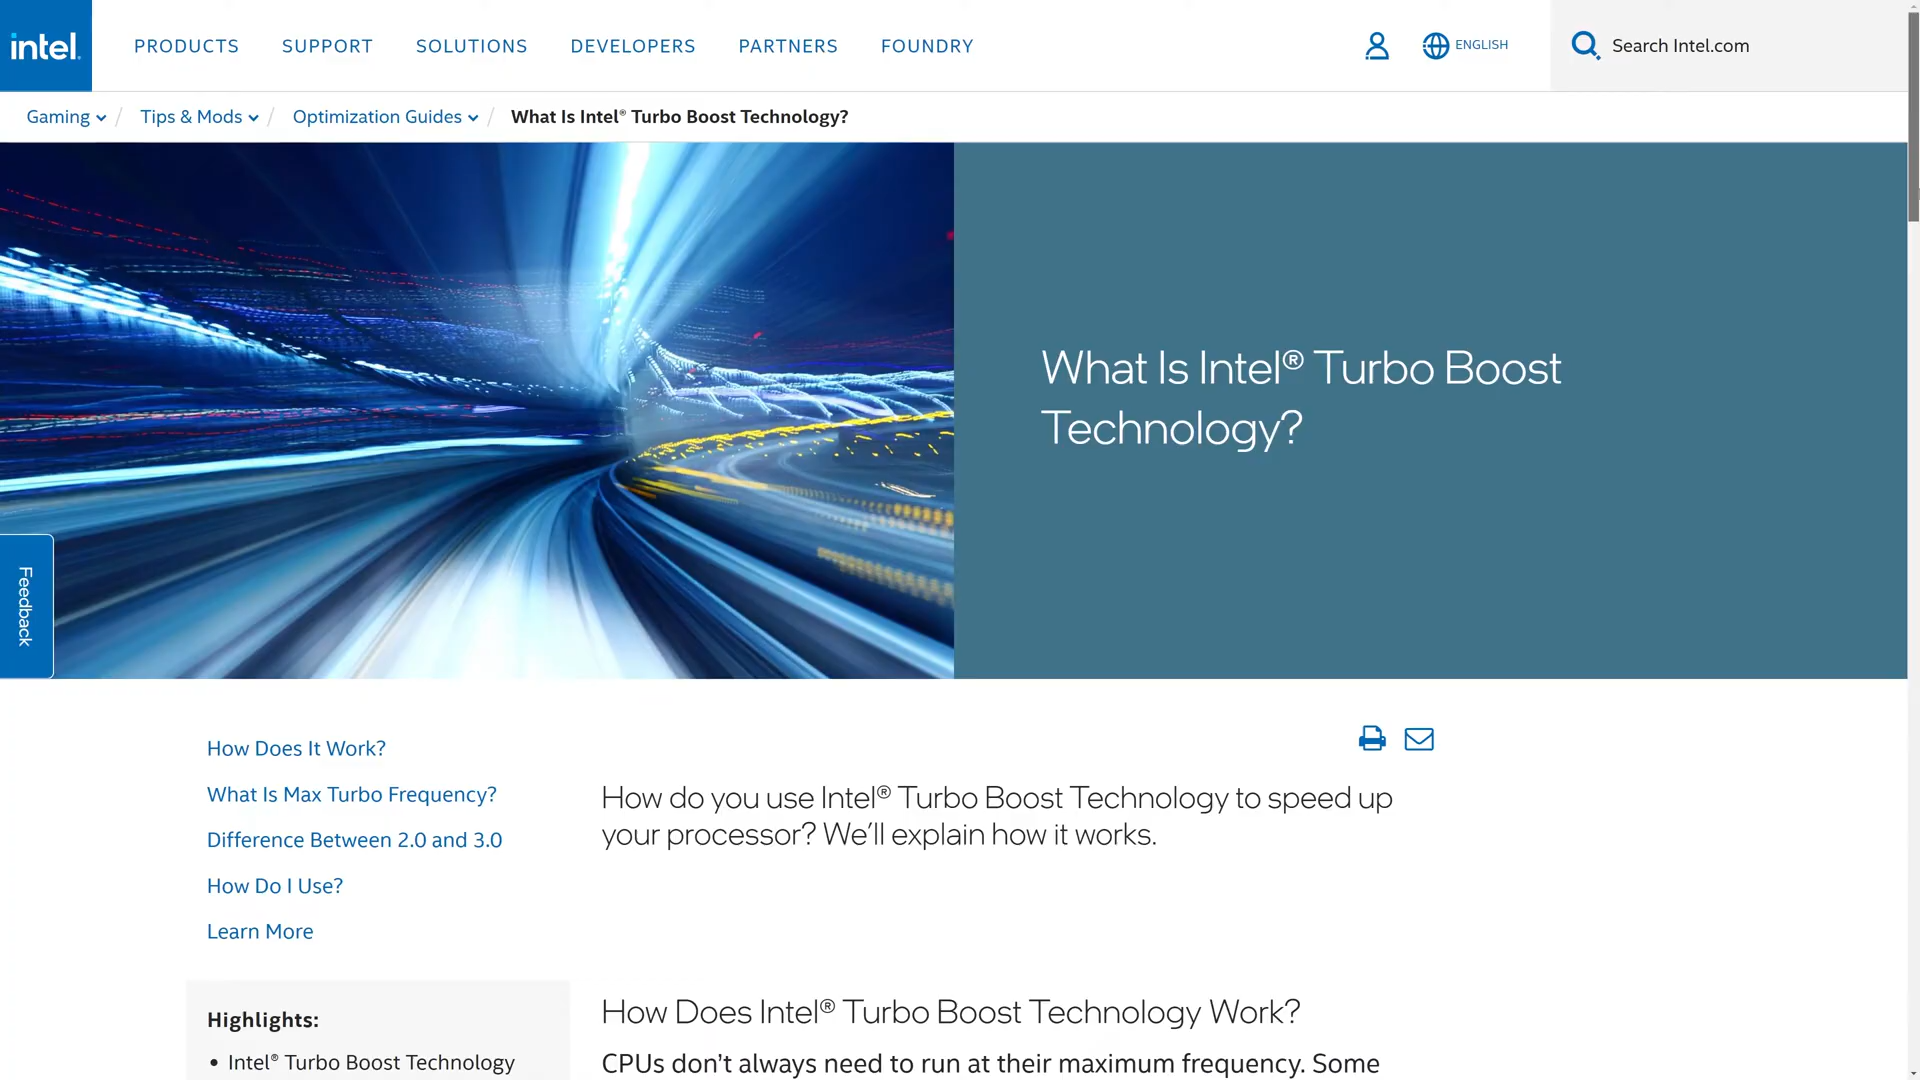 intel.
PRODUCTS SUPPORT SOLUTIONS DEVELOPERS PARTNERS FOUNDRY ENGLISH Search Intel.com
Gaming / Tips & Mods / Optimization Guides / What Is Intel® Turbo Boost Technology?
What Is Intel® Turbo Boost
Technology?
Feedback
How Does It Work?
What Is Max Turbo Frequency?
Difference Between 2.0 and 3.0
How Do I Use?
Learn More
How do you use Intel® Turbo Boost Technology to speed up
your processor? We’ll explain how it works.
Highlights:
• Intel® Turbo Boost Technology
How Does Intel® Turbo Boost Technology Work?
CPUs don’t always need to run at their maximum frequency. Some